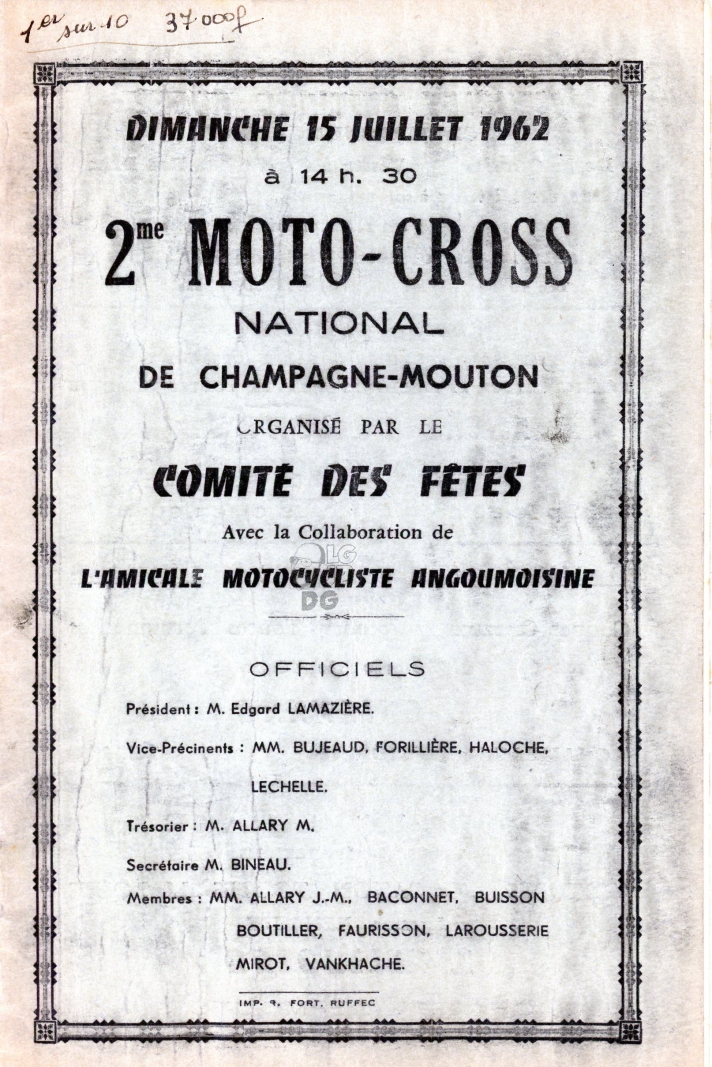 1er sur 10 37.000f
DIMANCHE 15 JUILLET 1962
à 14 h. 30
2me MOTO-CROSS
NATIONAL
DE CHAMPAGNE-MOUTON
ORGANISÉ PAR LE
COMITÉ DES FÊTES
Avec la Collaboration de
L'AMICALE MOTOCYCLISTE ANGOUMOISINE
LG
DG
OFFICIELS
Président : M. Edgard LAMAZIÈRE.
Vice-Précinents : MM. BUJEAUD, FORILLIÈRE, HALOCHE,
LECHELLE.
Trésorier : M. ALLARY M.
Secrétaire M. BINEAU.
Membres : MM. ALLARY J.-M., BACONNET, BUISSON
BOUTILLER, FAURISSON, LAROUSSERIE
MIROT, VANKHACHE.
IMP. R. FORT, RUFFEC